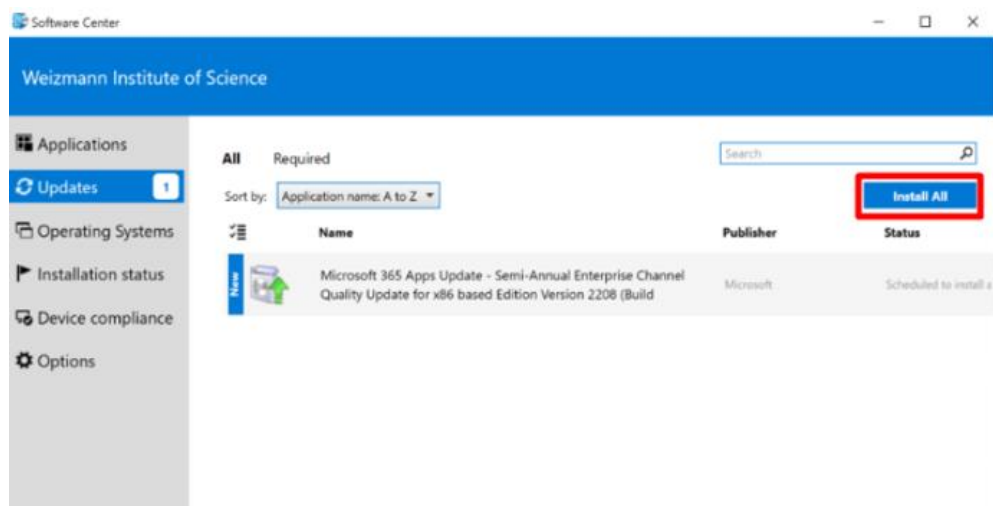 Software Center
Weizmann Institute of Science
Applications
Updates 1
Operating Systems
Installation status
Device compliance
Options
All Required
Search
Sort by: Application name: A to Z
Install All
Name Publisher Status
New
Microsoft 365 Apps Update - Semi-Annual Enterprise Channel
Quality Update for x86 based Edition Version 2208 (Build
Microsoft
Scheduled to install a